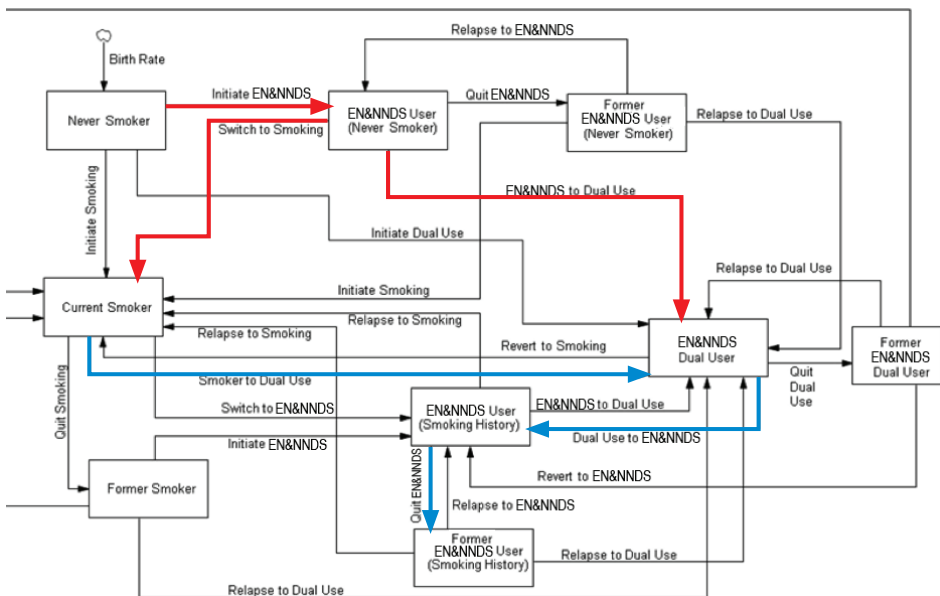 Relapse to EN&NNDS
Birth Rate
Initiate EN&NNDS
Quit EN&NNDS
Never Smoker
EN&NNDS User
(Never Smoker)
Former
EN&NNDS User
(Never Smoker)
Relapse to Dual Use
Switch to Smoking
EN&NNDS to Dual Use
Initiate Smoking
Initiate Dual Use
Relapse to Dual Use
Initiate Smoking
Current Smoker
Relapse to Smoking
Relapse to Smoking
Revert to Smoking
EN&NNDS
Dual User
Former
EN&NNDS
Dual User
Quit
Dual
Use
Smoker to Dual Use
Quit Smoking
Switch to EN&NNDS
EN&NNDS User
(Smoking History)
EN&NNDS to Dual Use
Dual Use to EN&NNDS
Initiate EN&NNDS
Former Smoker
Quit EN&NNDS
Revert to EN&NNDS
Relapse to EN&NNDS
Former
EN&NNDS User
(Smoking History)
Relapse to Dual Use
Relapse to Dual Use